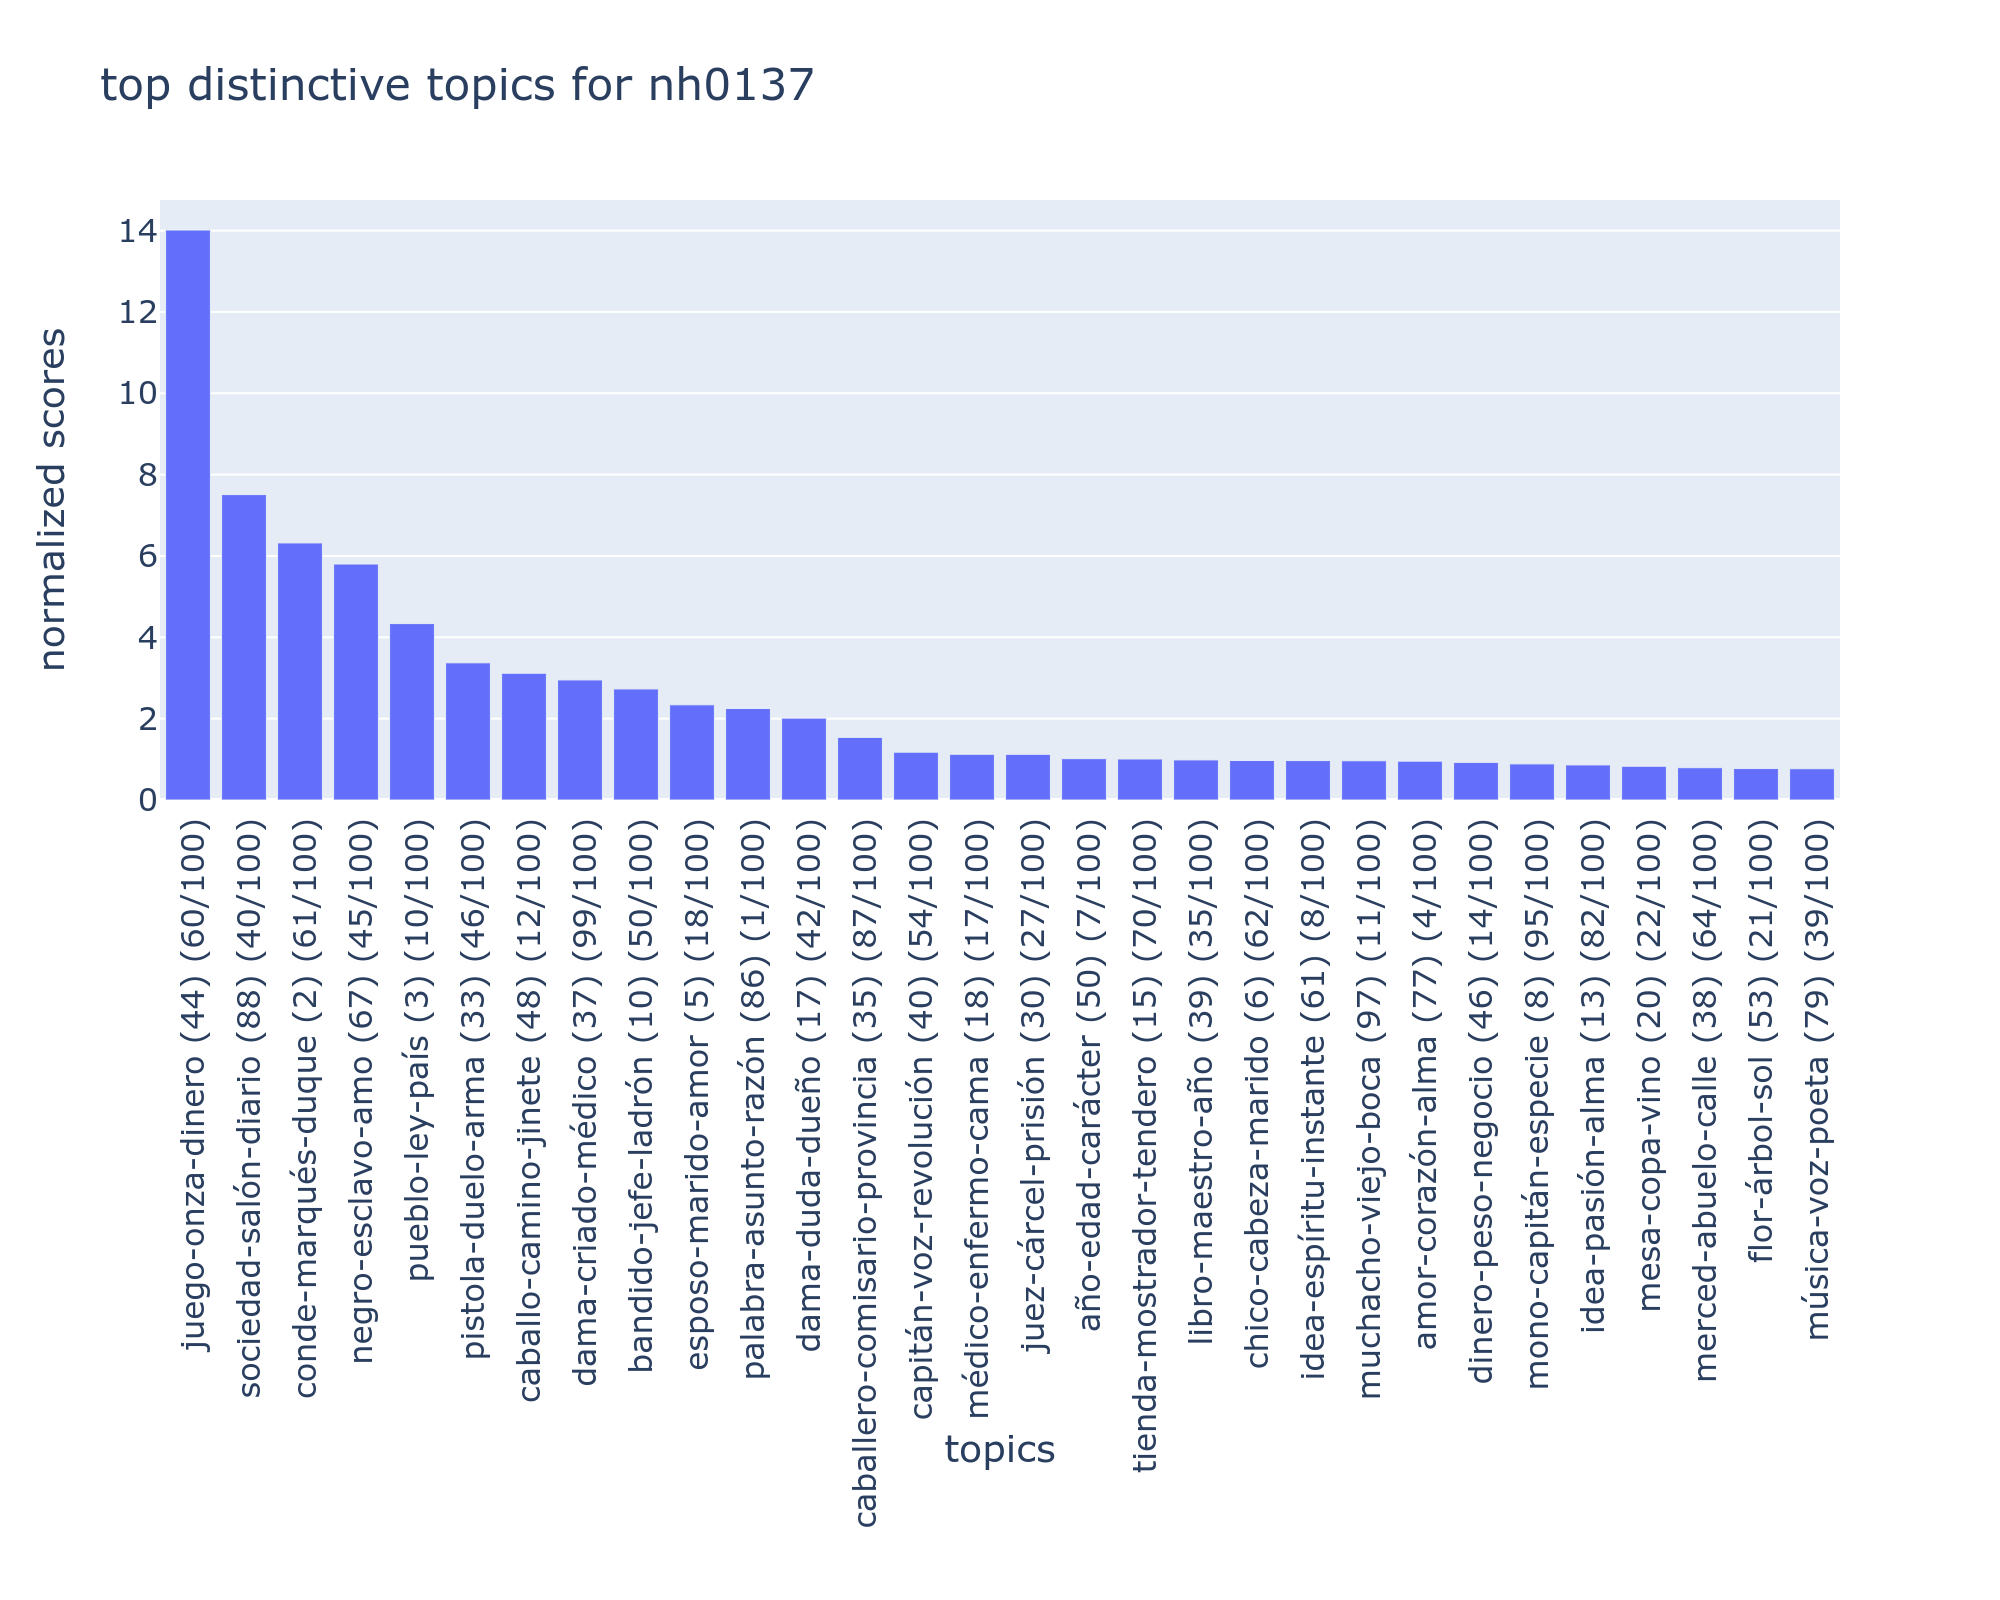 top distinctive topics for nh0137
normalized scores
14
12
10
8
6
4
2
0
juego-onza-dinero (44) (60/100)
sociedad-salón-diario (88) (40/100)
conde-marqués-duque (2) (61/100)
negro-esclavo-amo (67) (45/100)
pueblo-ley-país (3) (10/100)
pistola-duelo-arma (33) (46/100)
caballo-camino-jinete (48) (12/100)
dama-criado-médico (37) (99/100)
bandido-jefe-ladrón (10) (50/100)
esposo-marido-amor (5) (18/100)
palabra-asunto-razón (86) (1/100)
dama-duda-dueño (17) (42/100)
caballero-comisario-provincia (35) (87/100)
capitán-voz-revolución (40) (54/100)
médico-enfermo-cama (18) (17/100)
juez-cárcel-prisión (30) (27/100)
año-edad-carácter (50) (7/100)
tienda-mostrador-tendero (15) (70/100)
libro-maestro-año (39) (35/100)
chico-cabeza-marido (6) (62/100)
idea-espíritu-instante (61) (8/100)
muchacho-viejo-boca (97) (11/100)
amor-corazón-alma (77) (4/100)
dinero-peso-negocio (46) (14/100)
mono-capitán-especie (8) (95/100)
idea-pasión-alma (13) (82/100)
mesa-copa-vino (20) (22/100)
merced-abuelo-calle (38) (64/100)
flor-árbol-sol (53) (21/100)
música-voz-poeta (79) (39/100)
topics